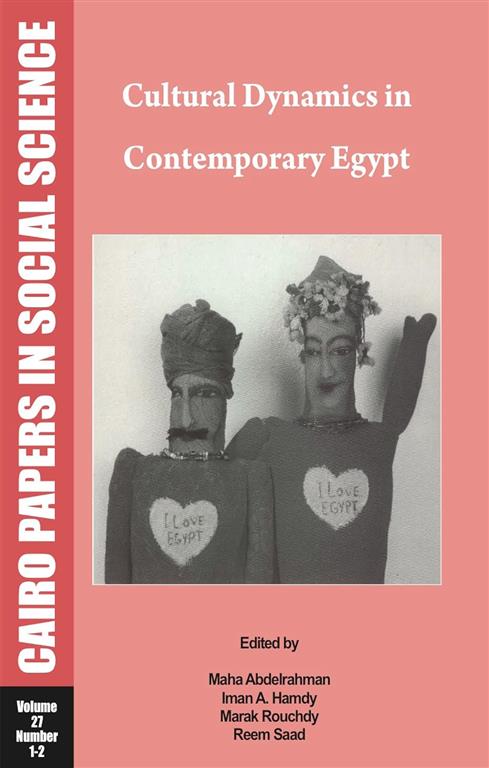 CAIRO PAPERS IN SOCIAL SCIENCE
Volume
27
Number
1-2
Cultural Dynamics in
Contemporary Egypt
I LOVE
EGYPT
I LOVE
EGYPT
Edited by
Maha Abdelrahman
Iman A. Hamdy
Marak Rouchdy
Reem Saad